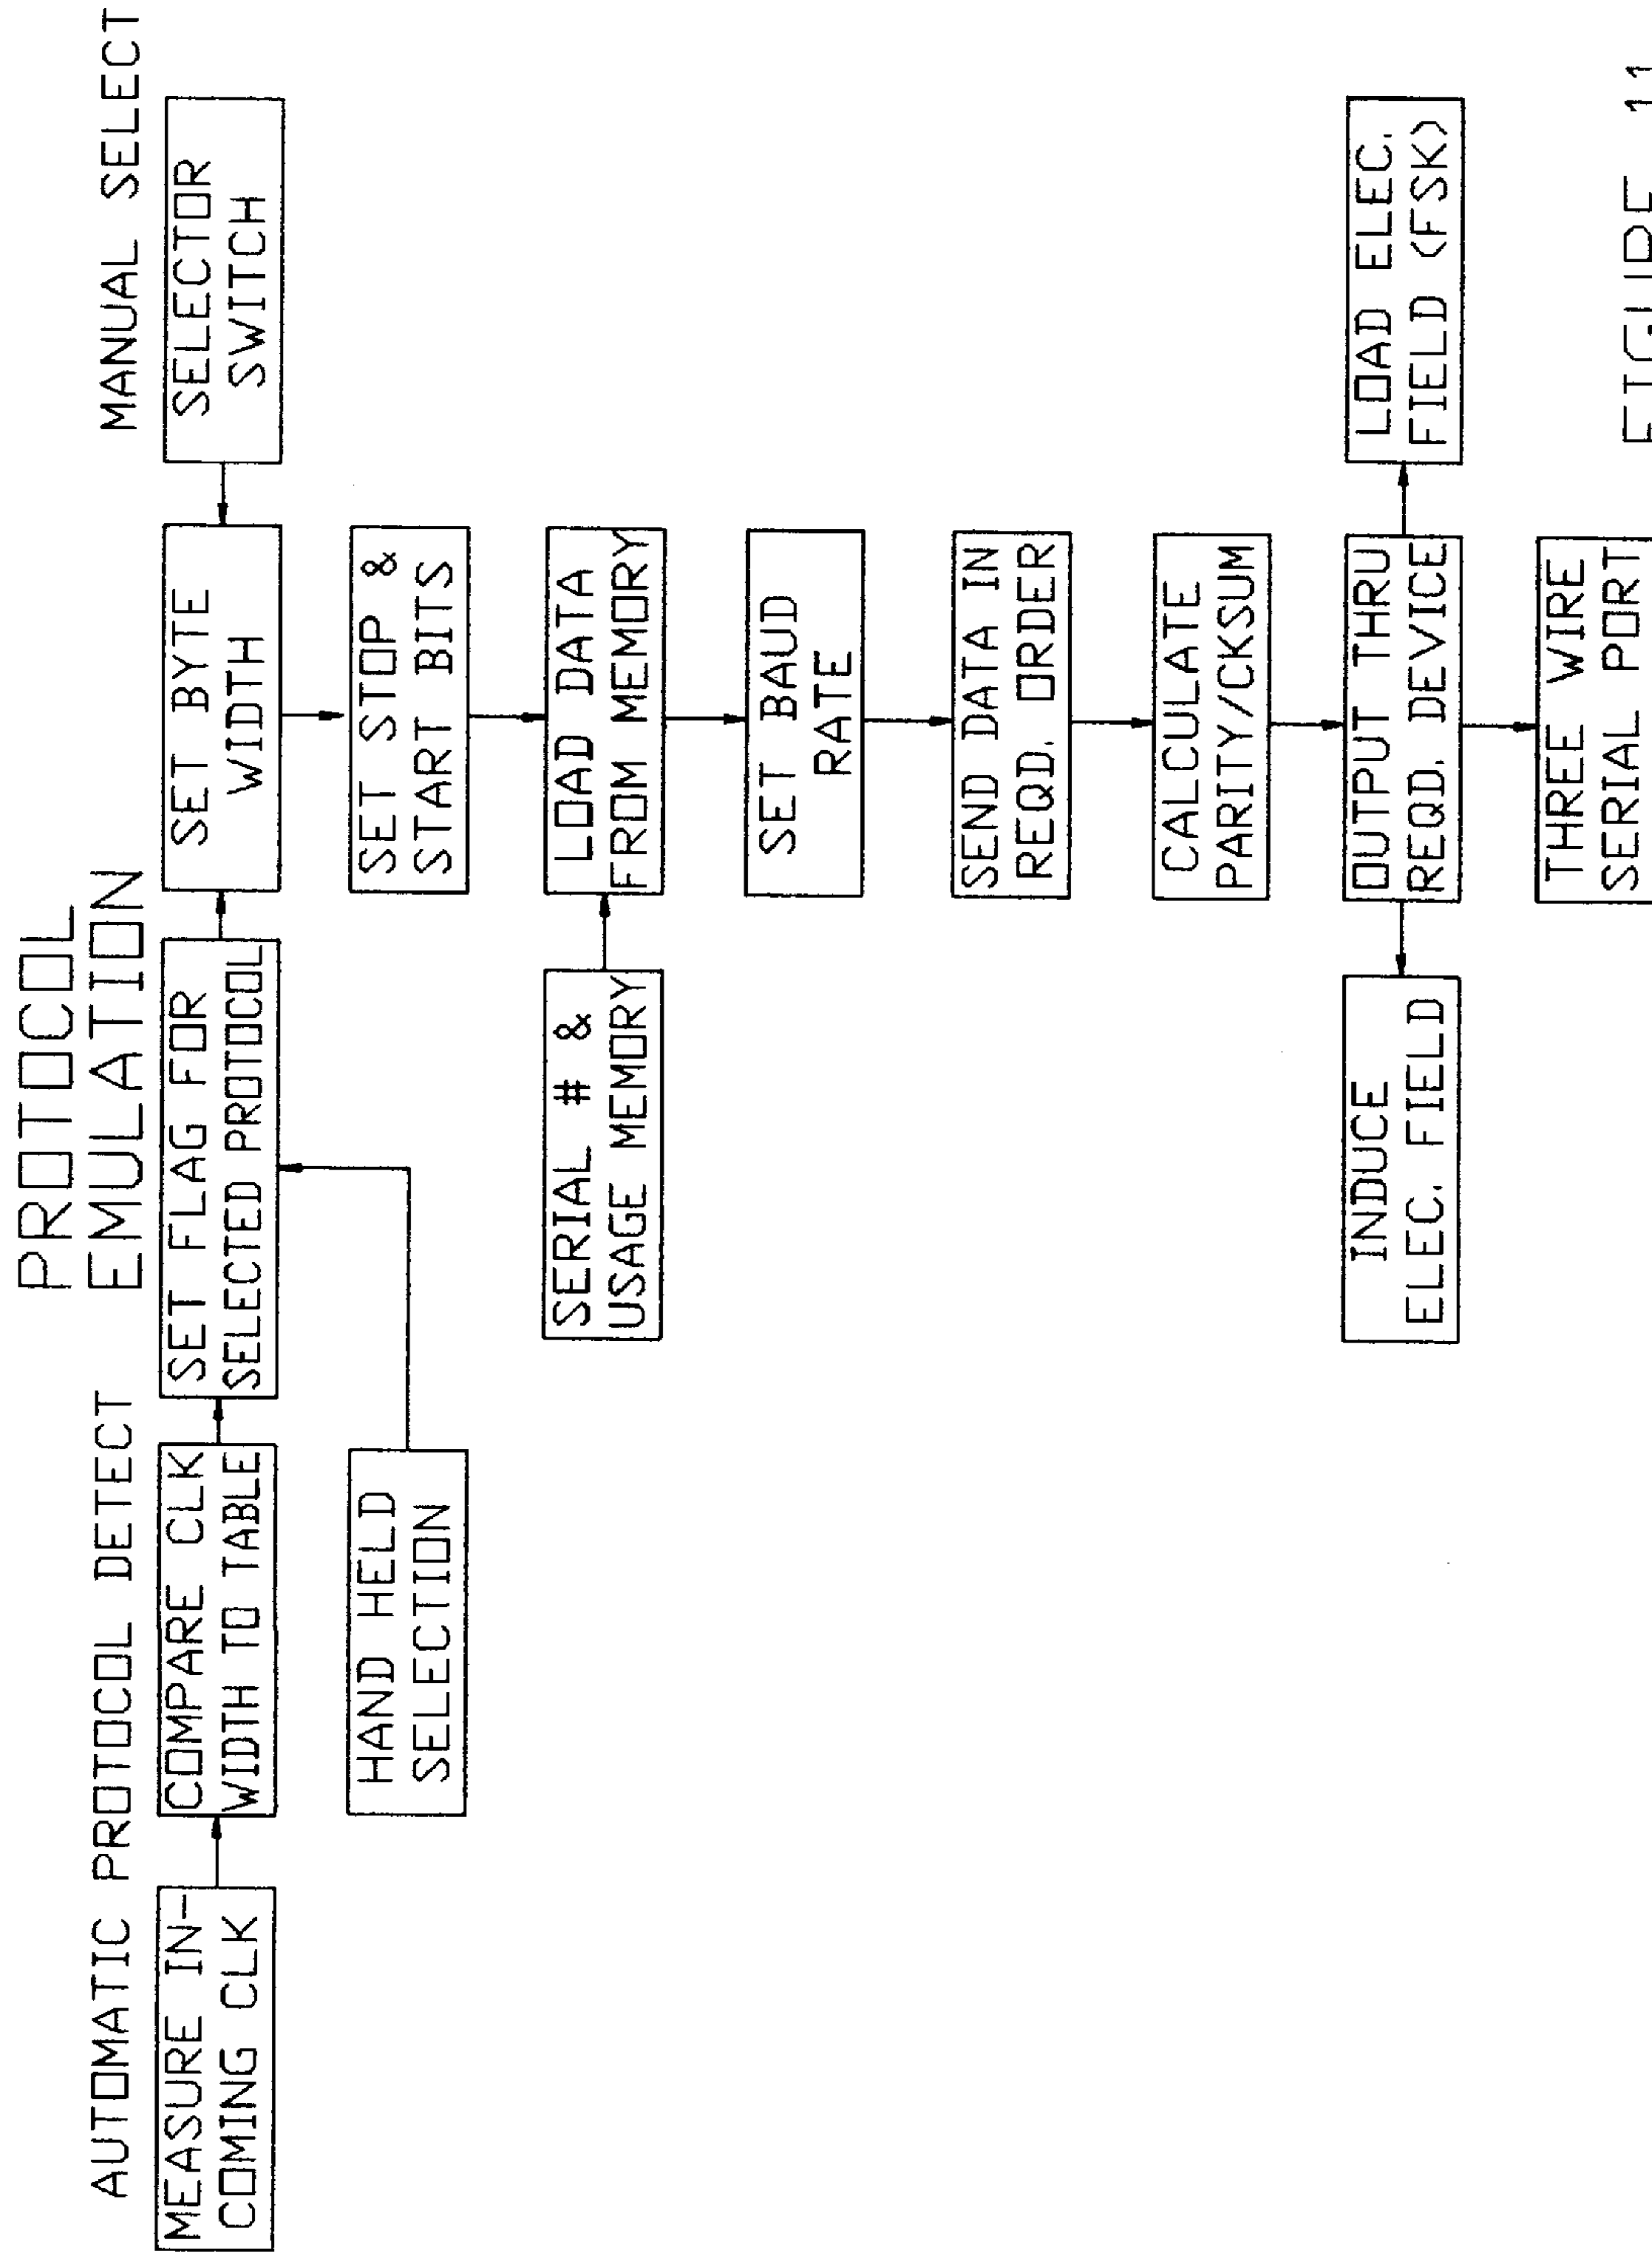 PROTOCOL
EMULATION
AUTOMATIC PROTOCOL DETECT
MANUAL SELECT
MEASURE IN-
COMING CLK
COMPARE CLK
WIDTH TO TABLE
SET FLAG FOR
SELECTED PROTOCOL
SET BYTE
WIDTH
SELECTOR
SWITCH
HAND HELD
SELECTION
SET STOP &
START BITS
SERIAL # &
USAGE MEMORY
LOAD DATA
FROM MEMORY
SET BAUD
RATE
SEND DATA IN
REQD. ORDER
CALCULATE
PARITY/CKSUM
INDUCE
ELEC. FIELD
OUTPUT THRU
REQD. DEVICE
LOAD ELEC.
FIELD (FSK)
THREE WIRE
SERIAL PORT
FIGURE 11